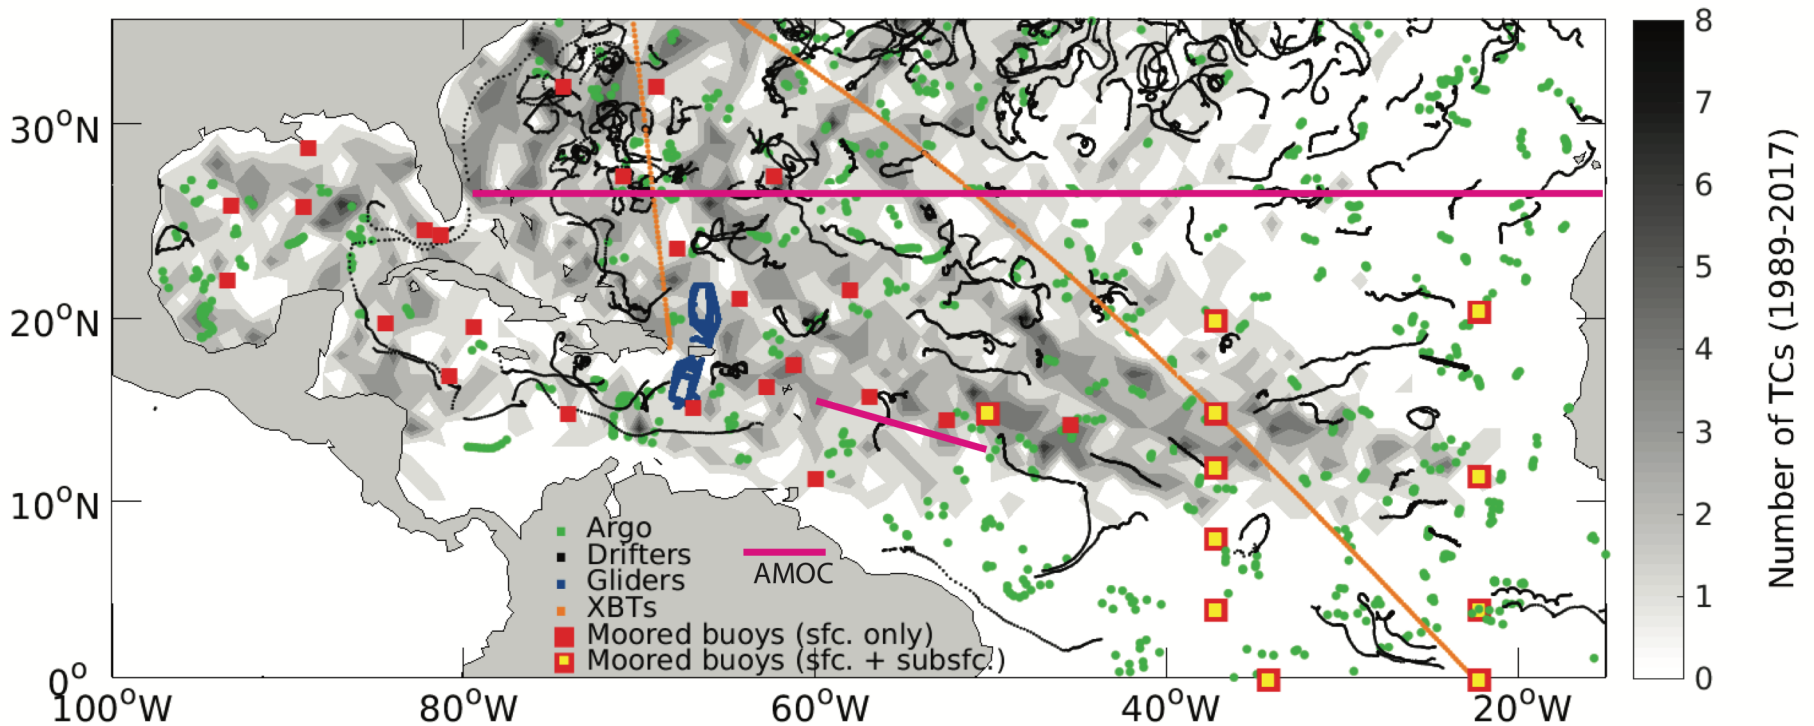 30°N
20°N
10°N
0°
100°W
80°W
60°W
40°W
20°W
Argo
Drifters
Gliders
XBTs
Moored buoys (sfc. only)
Moored buoys (sfc. + subsfc.)
AMOC
8
7
6
5
4
3
2
1
0
Number of TCs (1989-2017)